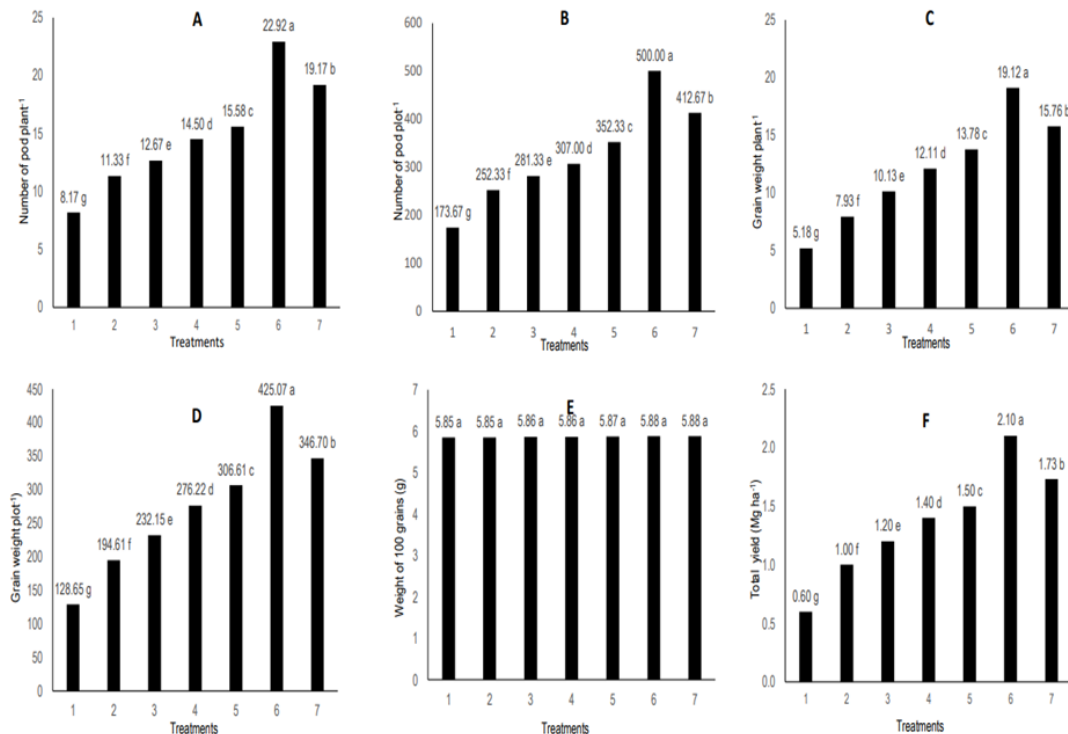 A
Number of pod plant⁻¹
25
20
15
10
5
0
8.17 g
11.33 f
12.67 e
14.50 d
15.58 c
22.92 a
19.17 b
1 2 3 4 5 6 7
Treatments
B
Number of pod plot⁻¹
600
500
400
300
200
100
0
173.67 g
252.33 f
281.33 e
307.00 d
352.33 c
500.00 a
412.67 b
1 2 3 4 5 6 7
Treatments
C
Grain weight plant¹
25
20
15
10
5
0
5.18 g
7.93 f
10.13 e
12.11 d
13.78 c
19.12 a
15.76 b
1 2 3 4 5 6 7
Treatments
D
Grain weight plot⁻¹
450
400
350
300
250
200
150
100
50
0
128.65 g
194.61 f
232.15 e
276.22 d
306.61 c
425.07 a
346.70 b
1 2 3 4 5 6 7
Treatments
E
Weight of 100 grains (g)
7
6
5
4
3
2
1
0
5.85 a
5.85 a
5.86 a
5.86 a
5.87 a
5.88 a
5.88 a
1 2 3 4 5 6 7
Treatments
F
Total yield (Mg ha⁻¹)
2.5
2.0
1.5
1.0
0.5
0.0
0.60 g
1.00 f
1.20 e
1.40 d
1.50 c
2.10 a
1.73 b
1 2 3 4 5 6 7
Treatments